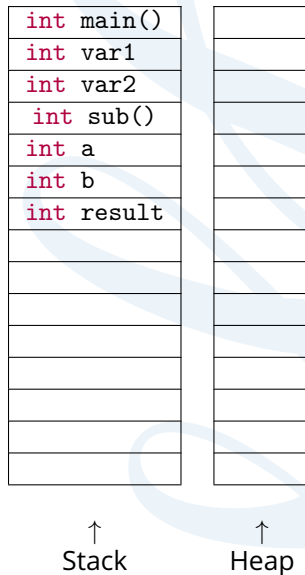 int main()
int var1
int var2
int sub()
int a
int b
int result
↑ ↑
Stack Heap